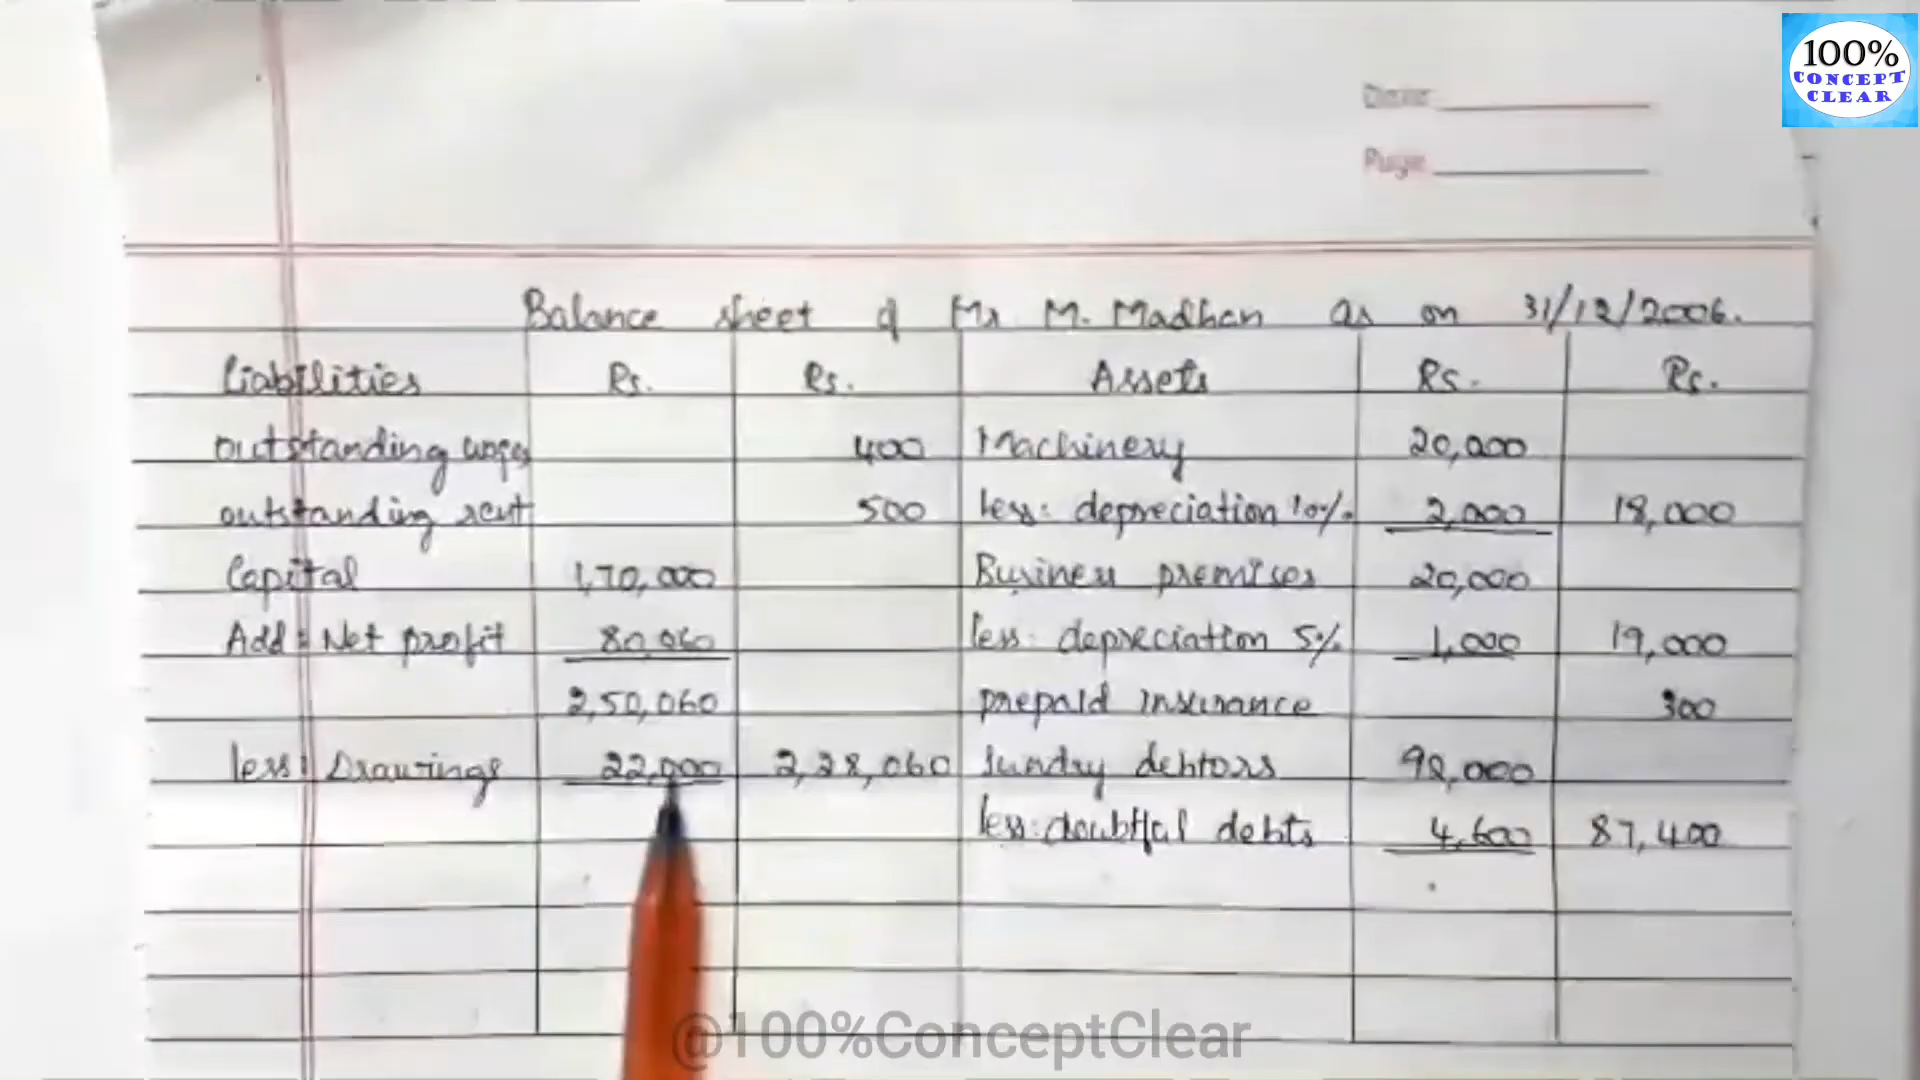 100%
CONCEPT
CLEAR
Date:
Page:
Balance sheet of Mr M. Madhan as on 31/12/2006.
Liabilities Rs. Rs. Assets Rs. Rs.
outstanding wages 400 Machinery 20,000
outstanding rent 500 less: depreciation 10% 2,000 18,000
Capital 1,70,000 Business premises 20,000
Add: Net profit 80,060 less: depreciation 5% 1,000 19,000
2,50,060 prepaid insurance 300
less: Drawings 22,000 2,28,060 Sundry debtors 92,000
less: doubtful debts 4,600 87,400
@100%ConceptClear